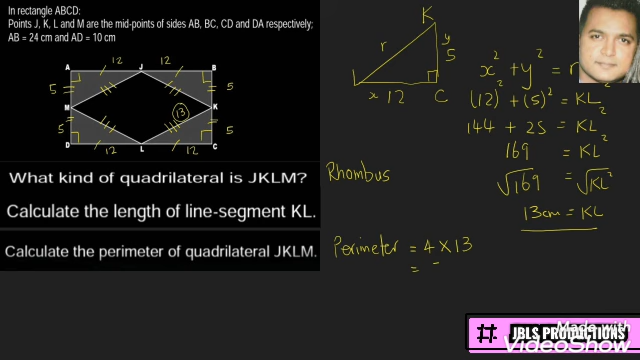 In rectangle ABCD:
Points J, K, L and M are the mid-points of sides AB, BC, CD and DA respectively;
AB = 24 cm and AD = 10 cm
A 12 J 12 B
5 5
M 13 K
5 5
D 12 L 12 C
What kind of quadrilateral is JKLM?
Calculate the length of line-segment KL.
Calculate the perimeter of quadrilateral JKLM.
K
r y
5
L x 12 C
x² + y² = r
(12)² + (5)² = KL²
144 + 25 = KL²
169 = KL²
√169 = √KL²
13cm = KL
Rhombus
Perimeter = 4 × 13
=
Made with
VideoShow
# JBLS PRODUCTIONS